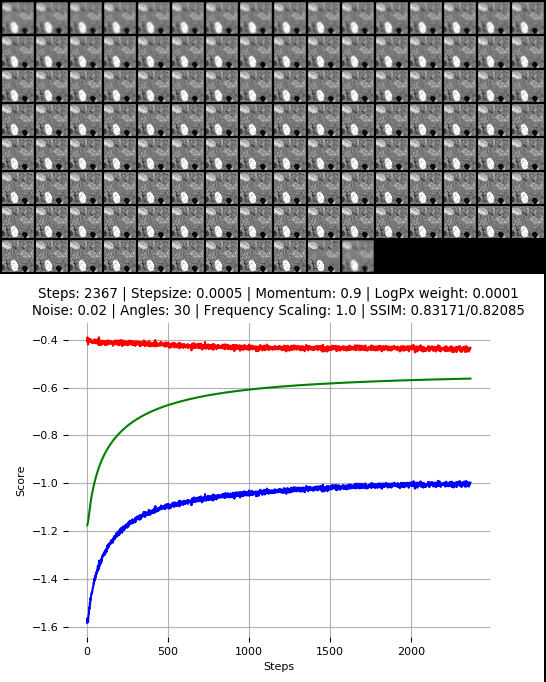 Steps: 2367 | Stepsize: 0.0005 | Momentum: 0.9 | LogPx weight: 0.0001
Noise: 0.02 | Angles: 30 | Frequency Scaling: 1.0 | SSIM: 0.83171/0.82085
−0.4
−0.6
−0.8
−1.0
−1.2
−1.4
−1.6
Score
0 500 1000 1500 2000
Steps